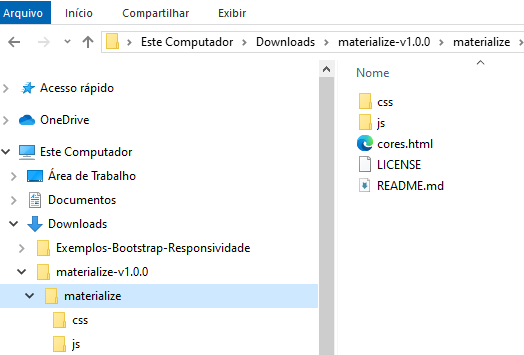 Arquivo Início Compartilhar Exibir
Este Computador Downloads materialize-v1.0.0 materialize
Acesso rápido
OneDrive
Este Computador
Área de Trabalho
Documentos
Downloads
Exemplos-Bootstrap-Responsividade
materialize-v1.0.0
materialize
css
js
Nome
css
js
cores.html
LICENSE
README.md